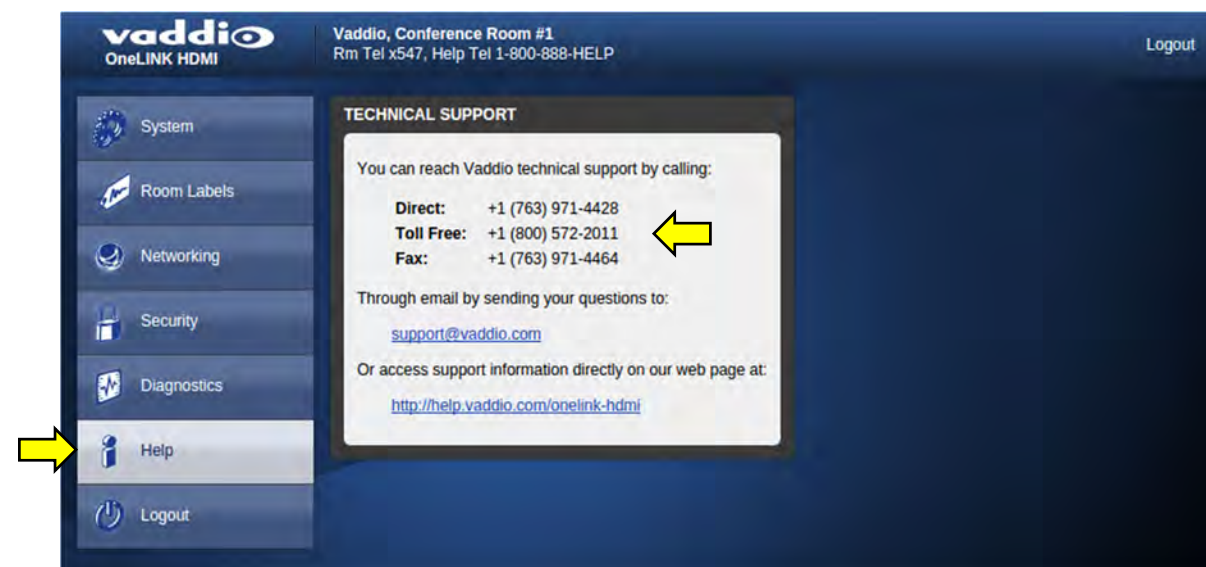 vaddio
OneLINK HDMI
Vaddio, Conference Room #1
Rm Tel x547, Help Tel 1-800-888-HELP
Logout
System
Room Labels
Networking
Security
Diagnostics
Help
Logout
TECHNICAL SUPPORT
You can reach Vaddio technical support by calling:
Direct: +1 (763) 971-4428
Toll Free: +1 (800) 572-2011
Fax: +1 (763) 971-4464
Through email by sending your questions to:
support@vaddio.com
Or access support information directly on our web page at:
http://help.vaddio.com/onelink-hdmi